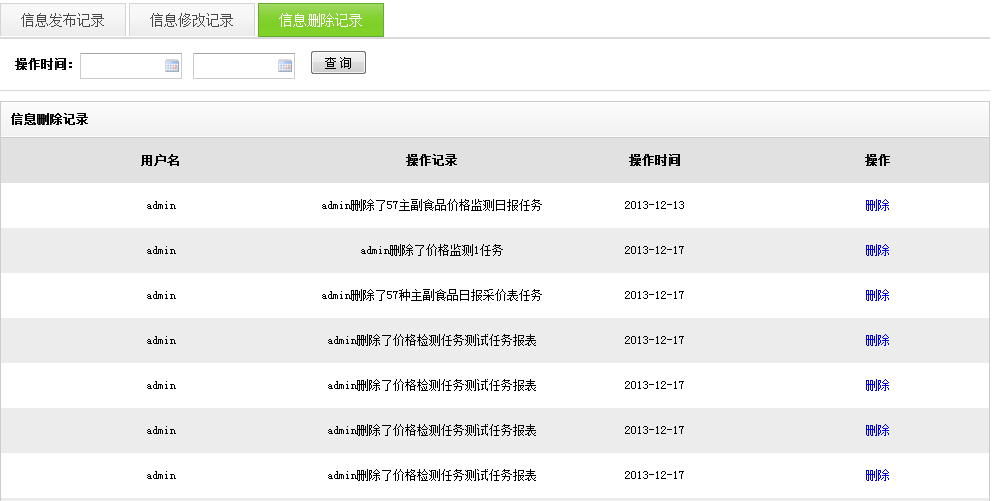 信息发布记录 信息修改记录 信息删除记录
操作时间： 查 询
信息删除记录
用户名 操作记录 操作时间 操作
admin admin删除了57主副食品价格监测日报任务 2013-12-13 删除
admin admin删除了价格监测1任务 2013-12-17 删除
admin admin删除了57种主副食品日报采价表任务 2013-12-17 删除
admin admin删除了价格检测任务测试任务报表 2013-12-17 删除
admin admin删除了价格检测任务测试任务报表 2013-12-17 删除
admin admin删除了价格检测任务测试任务报表 2013-12-17 删除
admin admin删除了价格检测任务测试任务报表 2013-12-17 删除